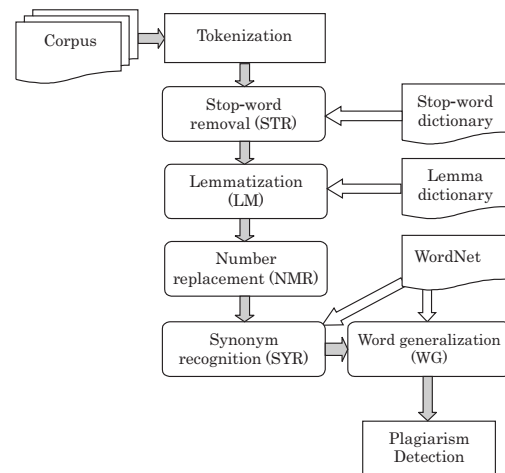 Corpus
Tokenization
Stop-word
removal (STR)
Stop-word
dictionary
Lemmatization
(LM)
Lemma
dictionary
Number
replacement (NMR)
WordNet
Synonym
recognition (SYR)
Word generalization
(WG)
Plagiarism
Detection